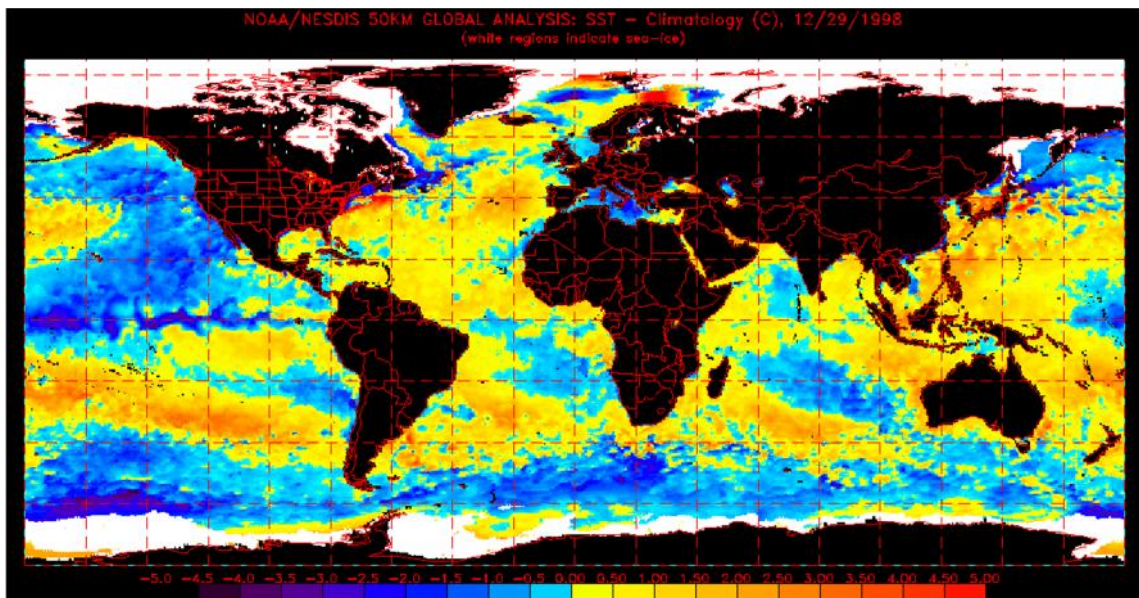 NOAA/NESDIS 50KM GLOBAL ANALYSIS: SST - Climatology (C), 12/29/1998
(white regions indicate sea-ice)
-5.0 -4.5 -4.0 -3.5 -3.0 -2.5 -2.0 -1.5 -1.0 -0.5 0.00 0.50 1.00 1.50 2.00 2.50 3.00 3.50 4.00 4.50 5.00